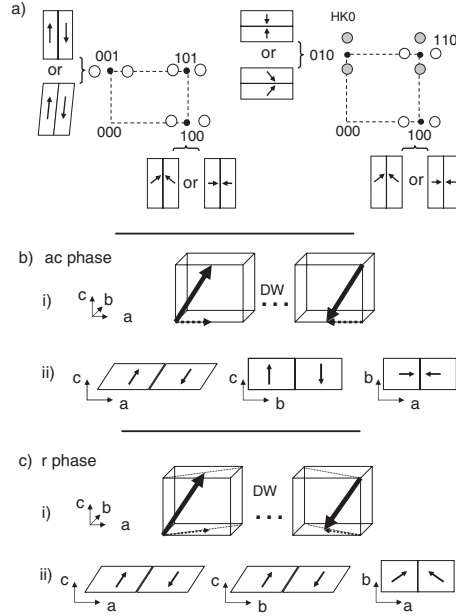 a)
HK0
001
101
010
110
or
or
000
100
000
100
or
or
b) ac phase
i)
c
b
a
DW
...
ii)
c
a
c
b
b
a
c) r phase
i)
c
b
a
DW
...
ii)
c
a
c
b
b
a